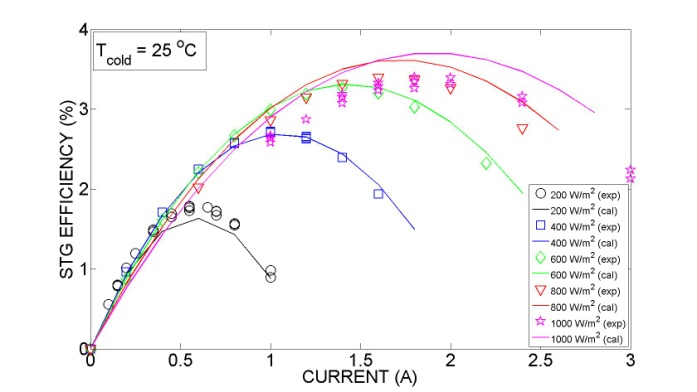 4
T_cold = 25 °C
3
2
1
0
STG EFFICIENCY (%)
200 W/m² (exp)
200 W/m² (cal)
400 W/m² (exp)
400 W/m² (cal)
600 W/m² (exp)
600 W/m² (cal)
800 W/m² (exp)
800 W/m² (cal)
1000 W/m² (exp)
1000 W/m² (cal)
0 0.5 1 1.5 2 2.5 3
CURRENT (A)